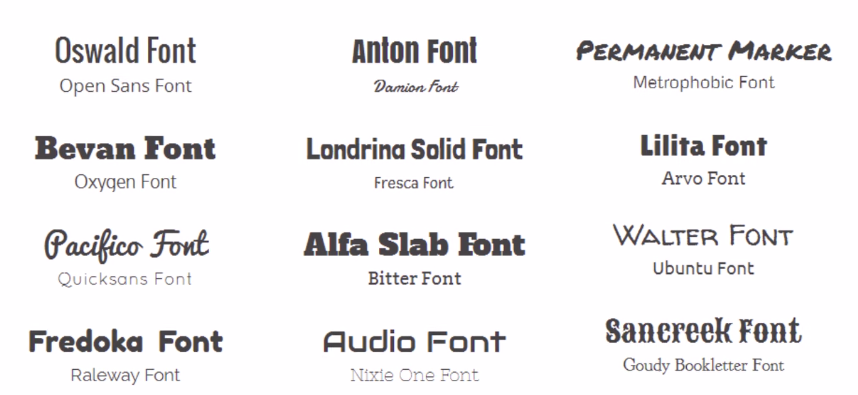 Oswald Font
Open Sans Font
Anton Font
Damion Font
Permanent Marker
Metrophobic Font
Bevan Font
Oxygen Font
Londrina Solid Font
Fresca Font
Lilita Font
Arvo Font
Pacifico Font
Quicksans Font
Alfa Slab Font
Bitter Font
Walter Font
Ubuntu Font
Fredoka Font
Raleway Font
Audio Font
Nixie One Font
Sancreek Font
Goudy Bookletter Font